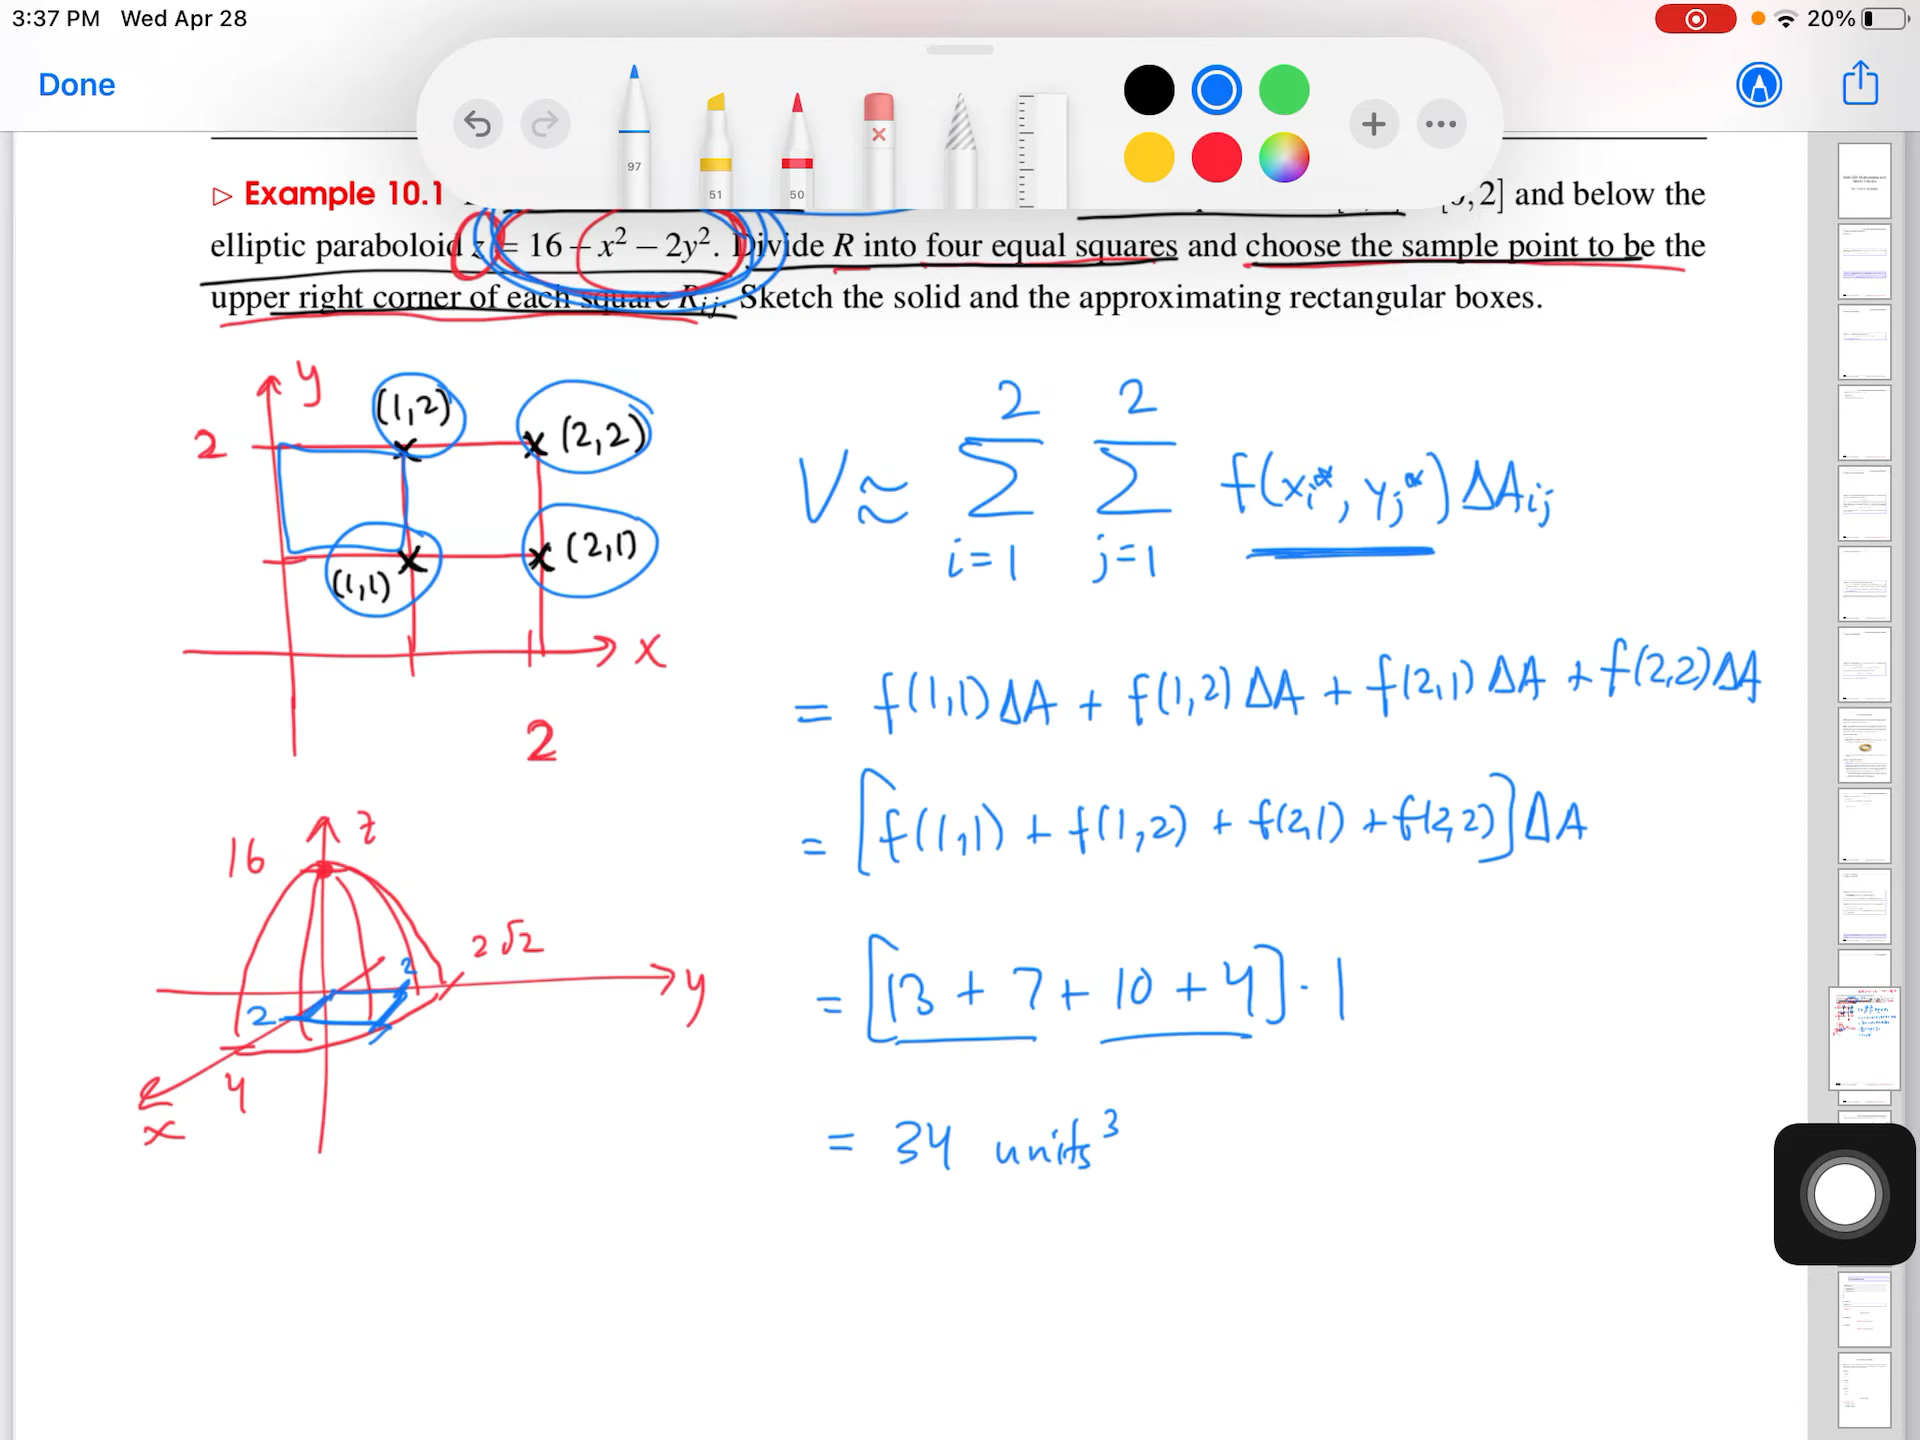 3:37 PM Wed Apr 28
20%
Done
97
51
50
▷ Example 10.1
, 2] and below the
elliptic paraboloid z = 16 − x² − 2y². Divide R into four equal squares and choose the sample point to be the
upper right corner of each square Rᵢⱼ. Sketch the solid and the approximating rectangular boxes.
y
(1,2)
2
(2,2)
(2,1)
(1,1)
x
2
V ≈ 2∑i=1 2∑j=1 f(xᵢ*, yⱼ*) ΔAᵢⱼ
= f(1,1)ΔA + f(1,2)ΔA + f(2,1)ΔA + f(2,2)ΔA
= [f(1,1) + f(1,2) + f(2,1) + f(2,2)]ΔA
= [13 + 7 + 10 + 4] · 1
= 34 units³
z
16
2√2
2
y
2
4
x